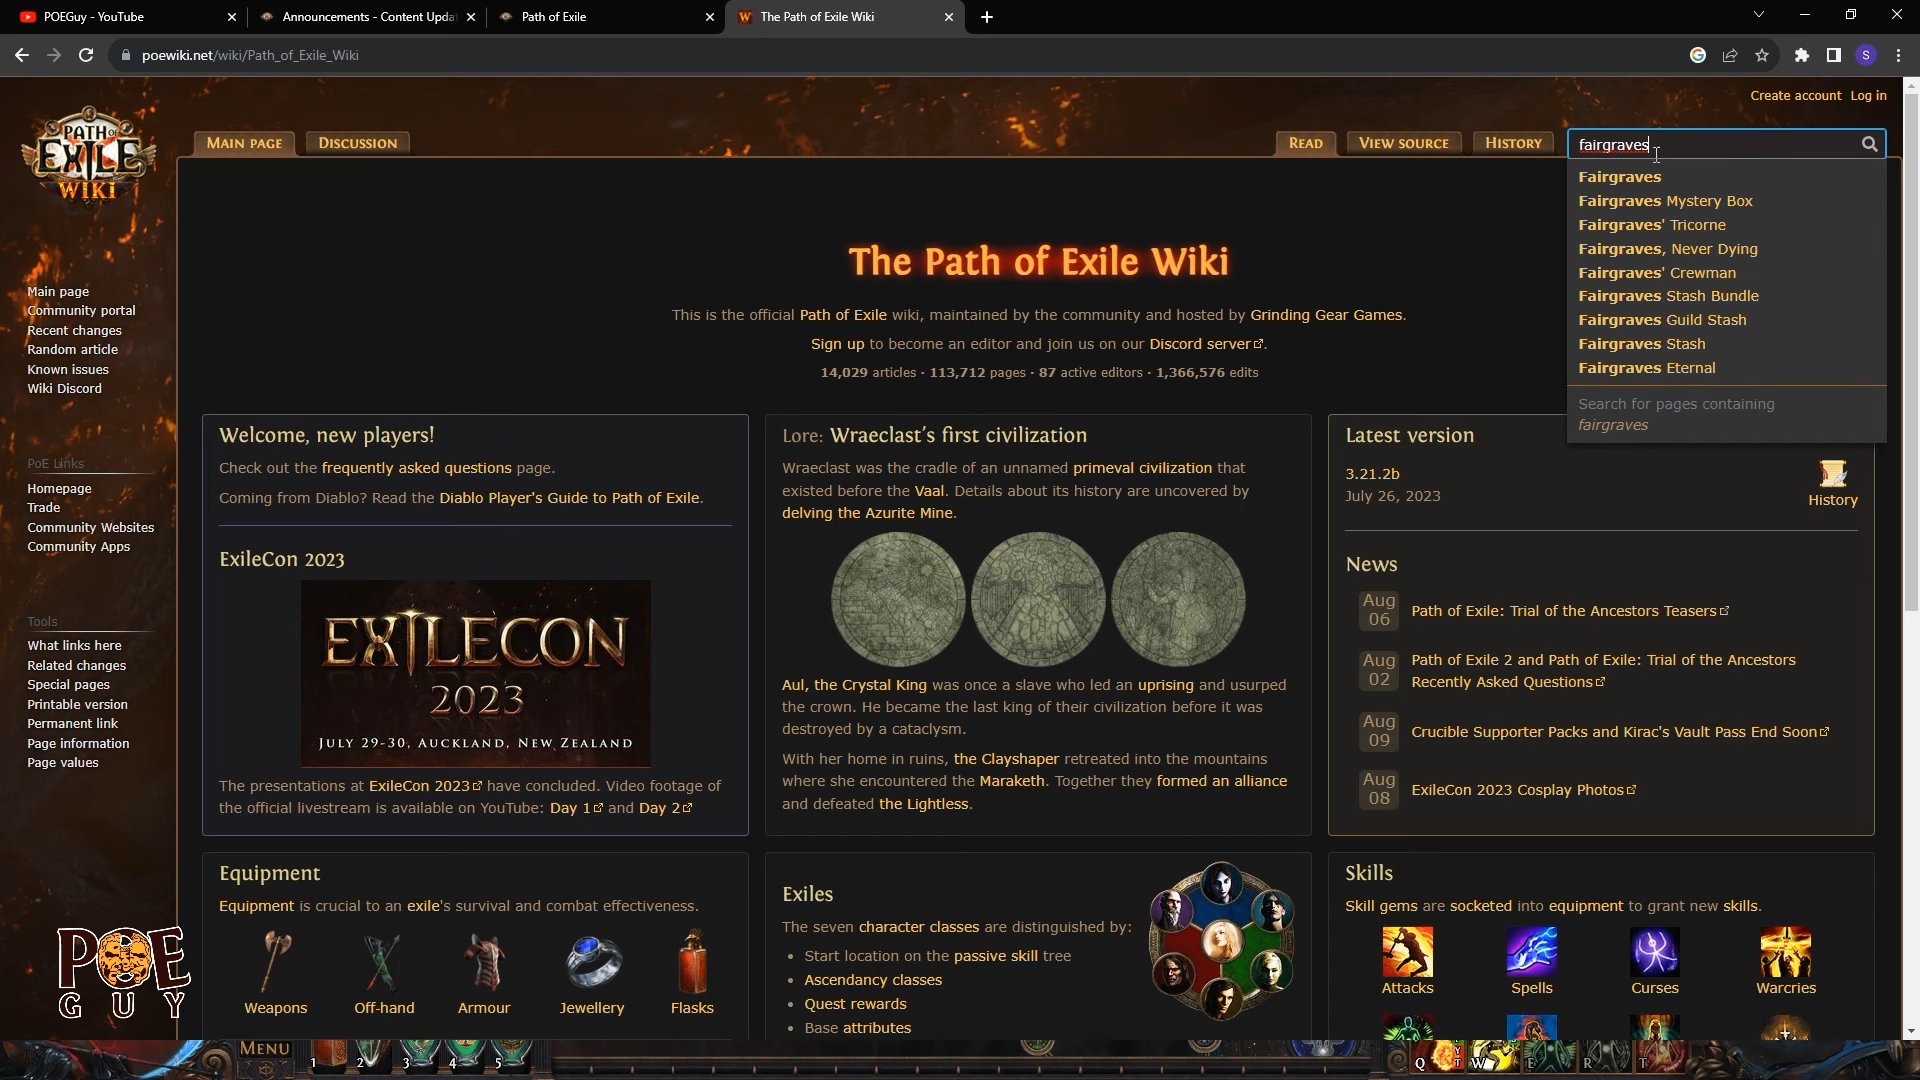 POEGuy - YouTube
Announcements - Content Upda
Path of Exile
The Path of Exile Wiki
poewiki.net/wiki/Path_of_Exile_Wiki
S
Create account Log in
PATH OF EXILE WIKI
MAIN PAGE
DISCUSSION
READ
VIEW SOURCE
HISTORY
fairgraves
Fairgraves
Fairgraves Mystery Box
Fairgraves' Tricorne
Fairgraves, Never Dying
Fairgraves' Crewman
Fairgraves Stash Bundle
Fairgraves Guild Stash
Fairgraves Stash
Fairgraves Eternal
Search for pages containing
fairgraves
Main page
Community portal
Recent changes
Random article
Known issues
Wiki Discord
PoE Links
Homepage
Trade
Community Websites
Community Apps
Tools
What links here
Related changes
Special pages
Printable version
Permanent link
Page information
Page values
The Path of Exile Wiki
This is the official Path of Exile wiki, maintained by the community and hosted by Grinding Gear Games.
Sign up to become an editor and join us on our Discord server.
14,029 articles · 113,712 pages · 87 active editors · 1,366,576 edits
Welcome, new players!
Check out the frequently asked questions page.
Coming from Diablo? Read the Diablo Player's Guide to Path of Exile.
ExileCon 2023
EXILECON
2023
JULY 29-30, AUCKLAND, NEW ZEALAND
The presentations at ExileCon 2023 have concluded. Video footage of
the official livestream is available on YouTube: Day 1 and Day 2
Lore: Wraeclast's first civilization
Wraeclast was the cradle of an unnamed primeval civilization that
existed before the Vaal. Details about its history are uncovered by
delving the Azurite Mine.
Aul, the Crystal King was once a slave who led an uprising and usurped
the crown. He became the last king of their civilization before it was
destroyed by a cataclysm.
With her home in ruins, the Clayshaper retreated into the mountains
where she encountered the Maraketh. Together they formed an alliance
and defeated the Lightless.
Latest version
3.21.2b
July 26, 2023
History
News
Aug 06
Path of Exile: Trial of the Ancestors Teasers
Aug 02
Path of Exile 2 and Path of Exile: Trial of the Ancestors
Recently Asked Questions
Aug 09
Crucible Supporter Packs and Kirac's Vault Pass End Soon
Aug 08
ExileCon 2023 Cosplay Photos
Equipment
Equipment is crucial to an exile's survival and combat effectiveness.
Weapons
Off-hand
Armour
Jewellery
Flasks
Exiles
The seven character classes are distinguished by:
Start location on the passive skill tree
Ascendancy classes
Quest rewards
Base attributes
Skills
Skill gems are socketed into equipment to grant new skills.
Attacks
Spells
Curses
Warcries
POE
GUY
MENU
1 2 3 4 5
Q W E R T